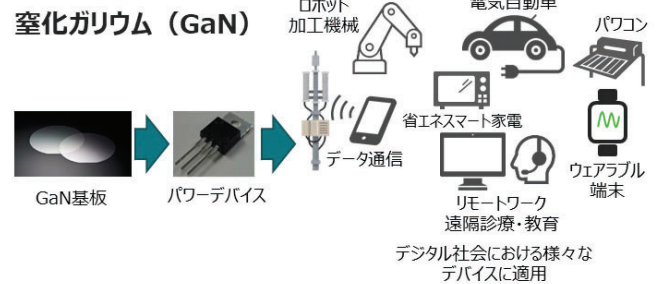 窒化ガリウム（GaN）
ロボット
加工機械
電気自動車
パワコン
省エネスマート家電
データ通信
GaN基板
パワーデバイス
ウェアラブル
端末
リモートワーク
遠隔診療・教育
デジタル社会における様々な
デバイスに適用